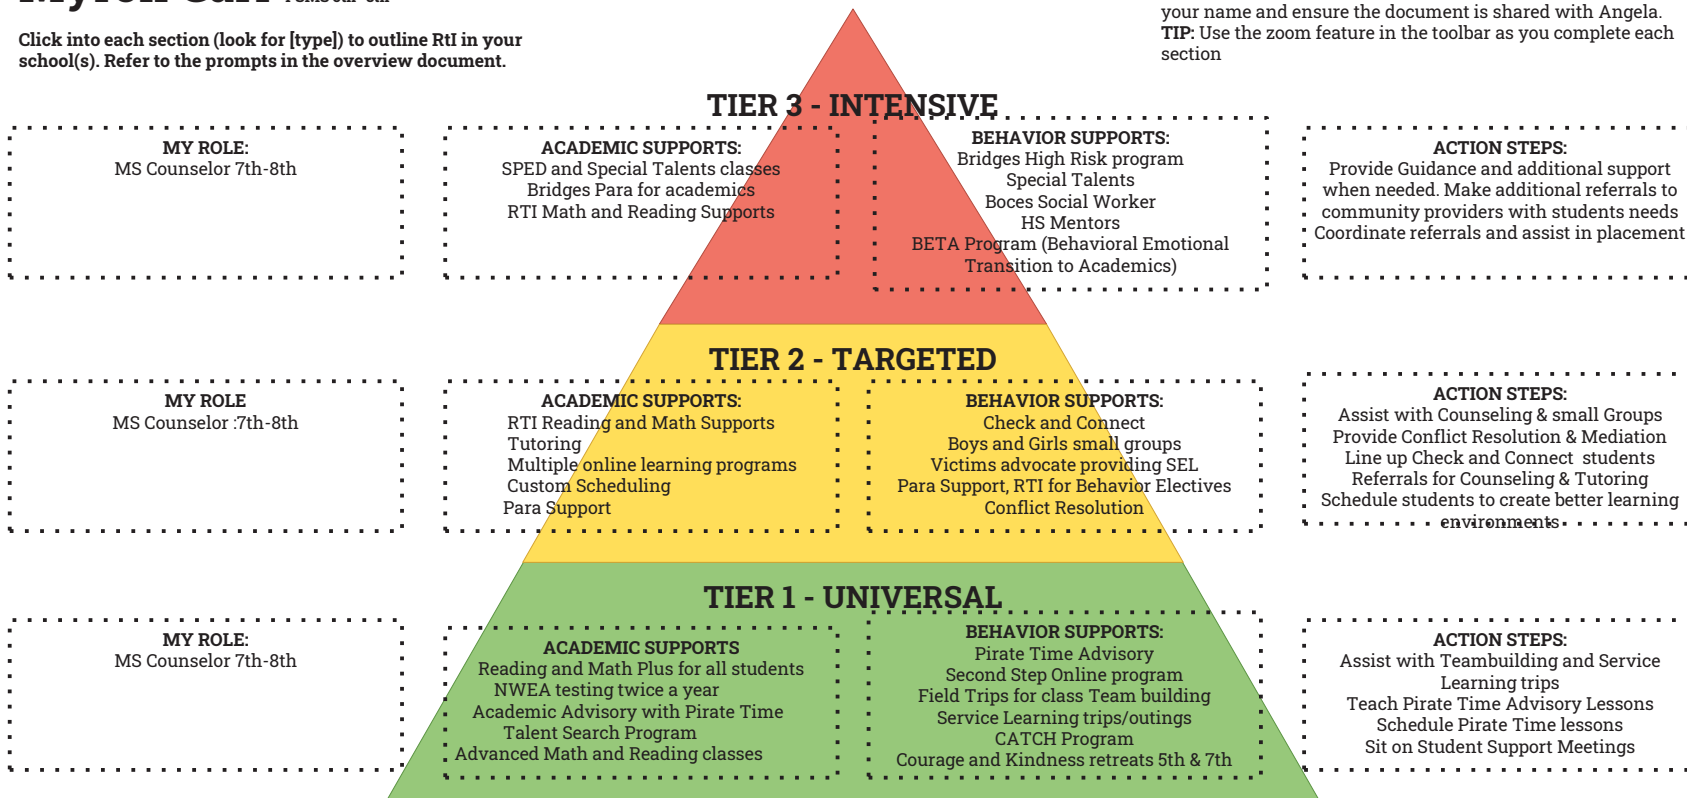 Click into each section (look for [type]) to outline RtI in your
school(s). Refer to the prompts in the overview document.
your name and ensure the document is shared with Angela.
TIP: Use the zoom feature in the toolbar as you complete each
section
TIER 3 - INTENSIVE
MY ROLE:
MS Counselor 7th-8th
ACADEMIC SUPPORTS:
SPED and Special Talents classes
Bridges Para for academics
RTI Math and Reading Supports
BEHAVIOR SUPPORTS:
Bridges High Risk program
Special Talents
Boces Social Worker
HS Mentors
BETA Program (Behavioral Emotional
Transition to Academics)
ACTION STEPS:
Provide Guidance and additional support
when needed. Make additional referrals to
community providers with students needs
Coordinate referrals and assist in placement
TIER 2 - TARGETED
MY ROLE
MS Counselor :7th-8th
ACADEMIC SUPPORTS:
RTI Reading and Math Supports
Tutoring
Multiple online learning programs
Custom Scheduling
Para Support
BEHAVIOR SUPPORTS:
Check and Connect
Boys and Girls small groups
Victims advocate providing SEL
Para Support, RTI for Behavior Electives
Conflict Resolution
ACTION STEPS:
Assist with Counseling & small Groups
Provide Conflict Resolution & Mediation
Line up Check and Connect students
Referrals for Counseling & Tutoring
Schedule students to create better learning
environments
TIER 1 - UNIVERSAL
MY ROLE:
MS Counselor 7th-8th
ACADEMIC SUPPORTS
Reading and Math Plus for all students
NWEA testing twice a year
Academic Advisory with Pirate Time
Talent Search Program
Advanced Math and Reading classes
BEHAVIOR SUPPORTS:
Pirate Time Advisory
Second Step Online program
Field Trips for class Team building
Service Learning trips/outings
CATCH Program
Courage and Kindness retreats 5th & 7th
ACTION STEPS:
Assist with Teambuilding and Service
Learning trips
Teach Pirate Time Advisory Lessons
Schedule Pirate Time lessons
Sit on Student Support Meetings